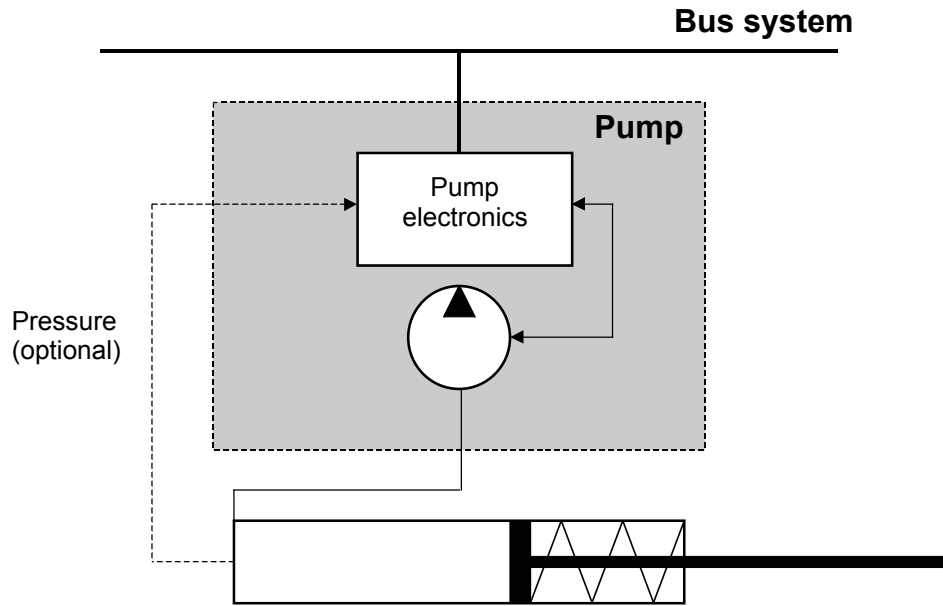 Bus system
Pump
Pump
electronics
Pressure
(optional)